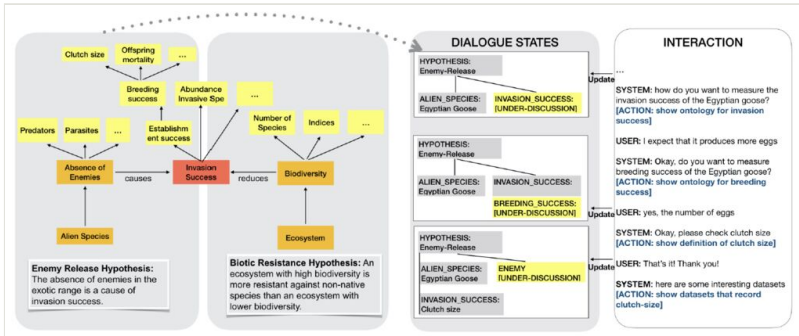 Clutch size
Offspring
mortality
...
Breeding
success
Abundance
Invasive Spe
...
Predators
Parasites
...
Establishm
ent success
Number of
Species
Indices
...
Absence of
Enemies
causes
Invasion
Success
reduces
Biodiversity
Alien Species
Ecosystem
Enemy Release Hypothesis:
The absence of enemies in the
exotic range is a cause of
invasion success.
Biotic Resistance Hypothesis: An
ecosystem with high biodiversity is
more resistant against non-native
species than an ecosystem with
lower biodiversity.
DIALOGUE STATES
HYPOTHESIS:
Enemy-Release
ALIEN_SPECIES:
Egyptian Goose
INVASION_SUCCESS:
[UNDER-DISCUSSION]
Update
HYPOTHESIS:
Enemy-Release
ALIEN_SPECIES:
Egyptian Goose
INVASION_SUCCESS:
BREEDING_SUCCESS:
[UNDER-DISCUSSION]
Update
HYPOTHESIS:
Enemy-Release
ALIEN_SPECIES:
Egyptian Goose
ENEMY
[UNDER-DISCUSSION]
INVASION_SUCCESS:
Clutch size
Update
INTERACTION
...
SYSTEM: how do you want to measure the
invasion success of the Egyptian goose?
[ACTION: show ontology for invasion
success]
USER: I expect that it produces more eggs
SYSTEM: Okay, do you want to measure
breeding success of the Egyptian goose?
[ACTION: show ontology for breeding
success]
USER: yes, the number of eggs
SYSTEM: Okay, please check clutch size
[ACTION: show definition of clutch size]
USER: That's it! Thank you!
SYSTEM: here are some interesting datasets
[ACTION: show datasets that record
clutch-size]